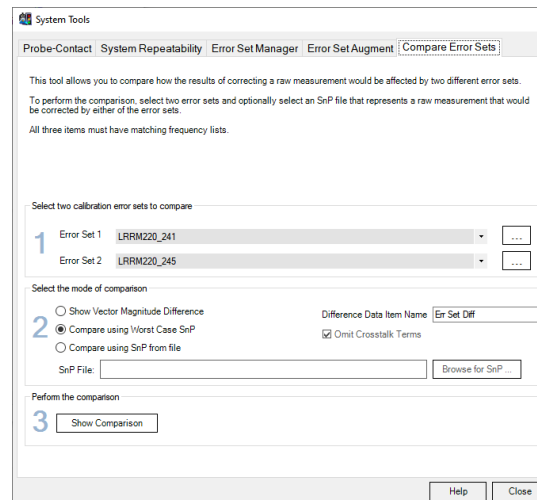 System Tools
Probe-Contact System Repeatability Error Set Manager Error Set Augment Compare Error Sets
This tool allows you to compare how the results of correcting a raw measurement would be affected by two different error sets.
To perform the comparison, select two error sets and optionally select an SnP file that represents a raw measurement that would
be corrected by either of the error sets.
All three items must have matching frequency lists.
Select two calibration error sets to compare
1
Error Set 1 LRRM220_241 ...
Error Set 2 LRRM220_245 ...
Select the mode of comparison
2
Show Vector Magnitude Difference Difference Data Item Name Err Set Diff
Compare using Worst Case SnP Omit Crosstalk Terms
Compare using SnP from file
SnP File: Browse for SnP ...
Perform the comparison
3 Show Comparison
Help Close